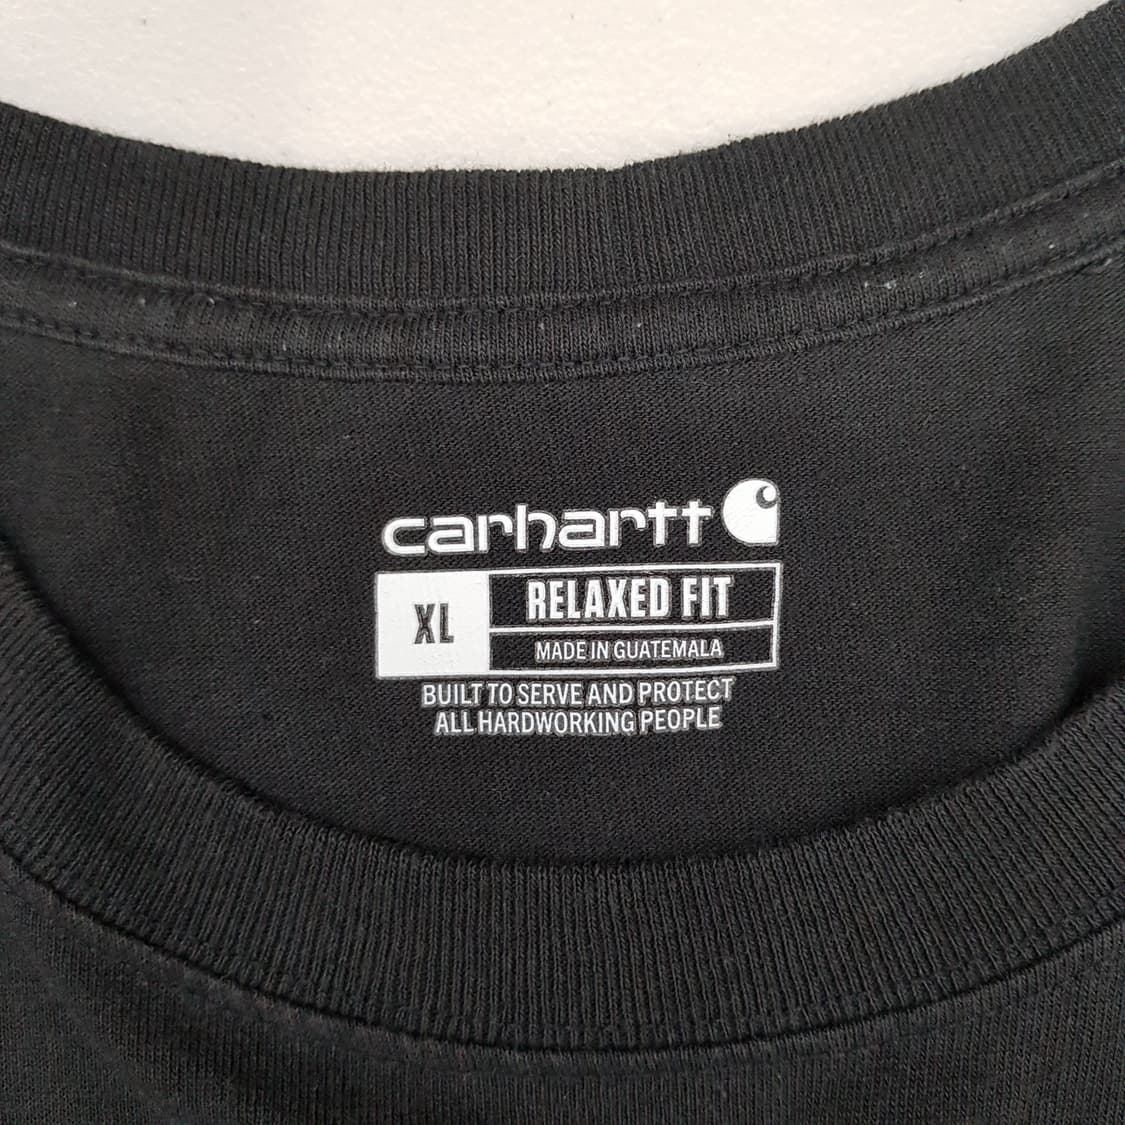 carhartt
XL
RELAXED FIT
MADE IN GUATEMALA
BUILT TO SERVE AND PROTECT
ALL HARDWORKING PEOPLE